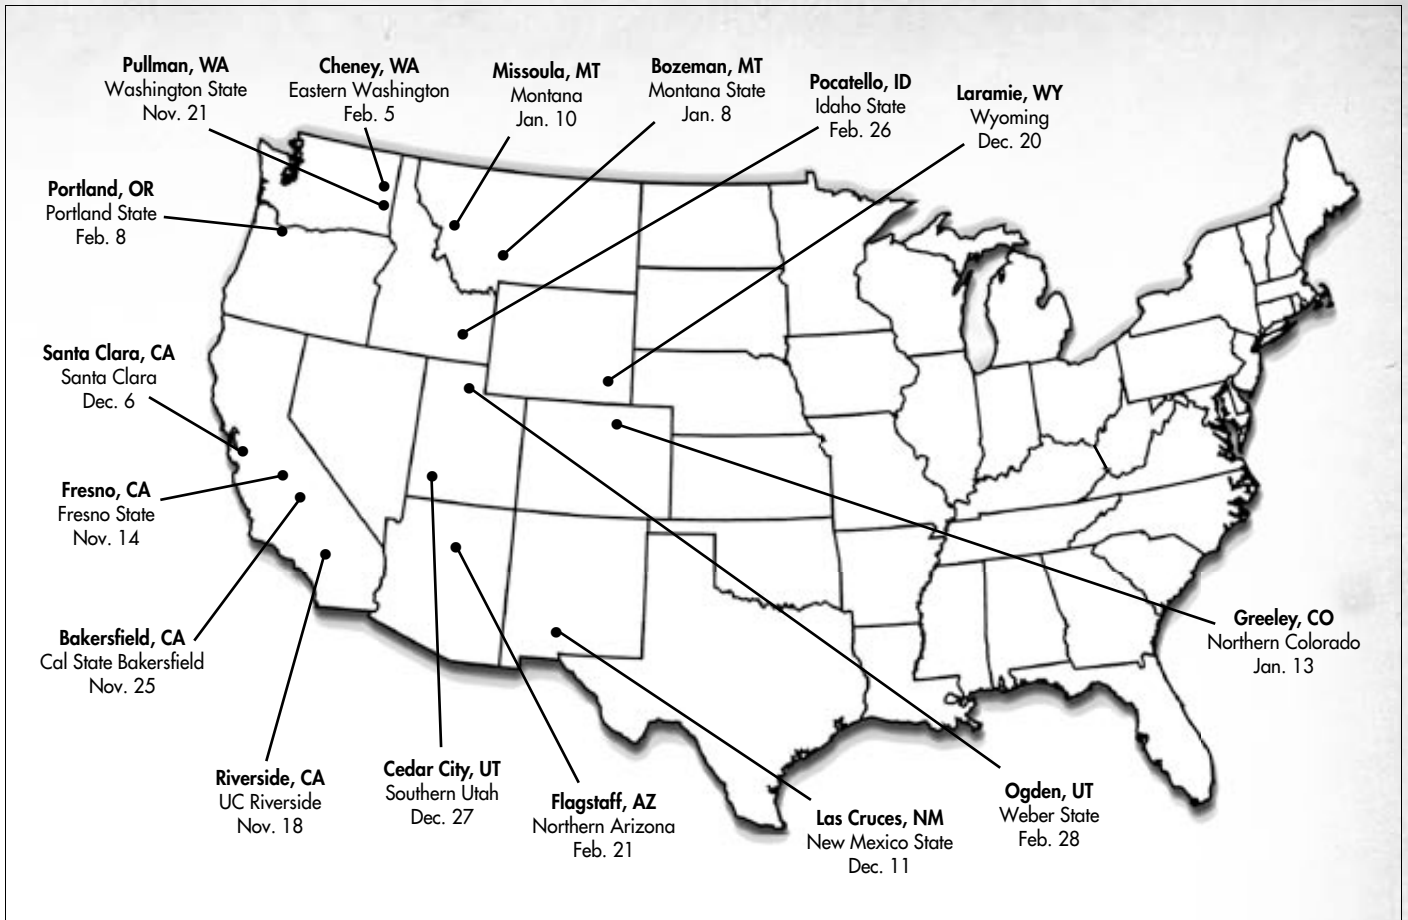 Pullman, WA
Washington State
Nov. 21
Cheney, WA
Eastern Washington
Feb. 5
Missoula, MT
Montana
Jan. 10
Bozeman, MT
Montana State
Jan. 8
Pocatello, ID
Idaho State
Feb. 26
Laramie, WY
Wyoming
Dec. 20
Portland, OR
Portland State
Feb. 8
Santa Clara, CA
Santa Clara
Dec. 6
Fresno, CA
Fresno State
Nov. 14
Bakersfield, CA
Cal State Bakersfield
Nov. 25
Riverside, CA
UC Riverside
Nov. 18
Cedar City, UT
Southern Utah
Dec. 27
Flagstaff, AZ
Northern Arizona
Feb. 21
Las Cruces, NM
New Mexico State
Dec. 11
Ogden, UT
Weber State
Feb. 28
Greeley, CO
Northern Colorado
Jan. 13